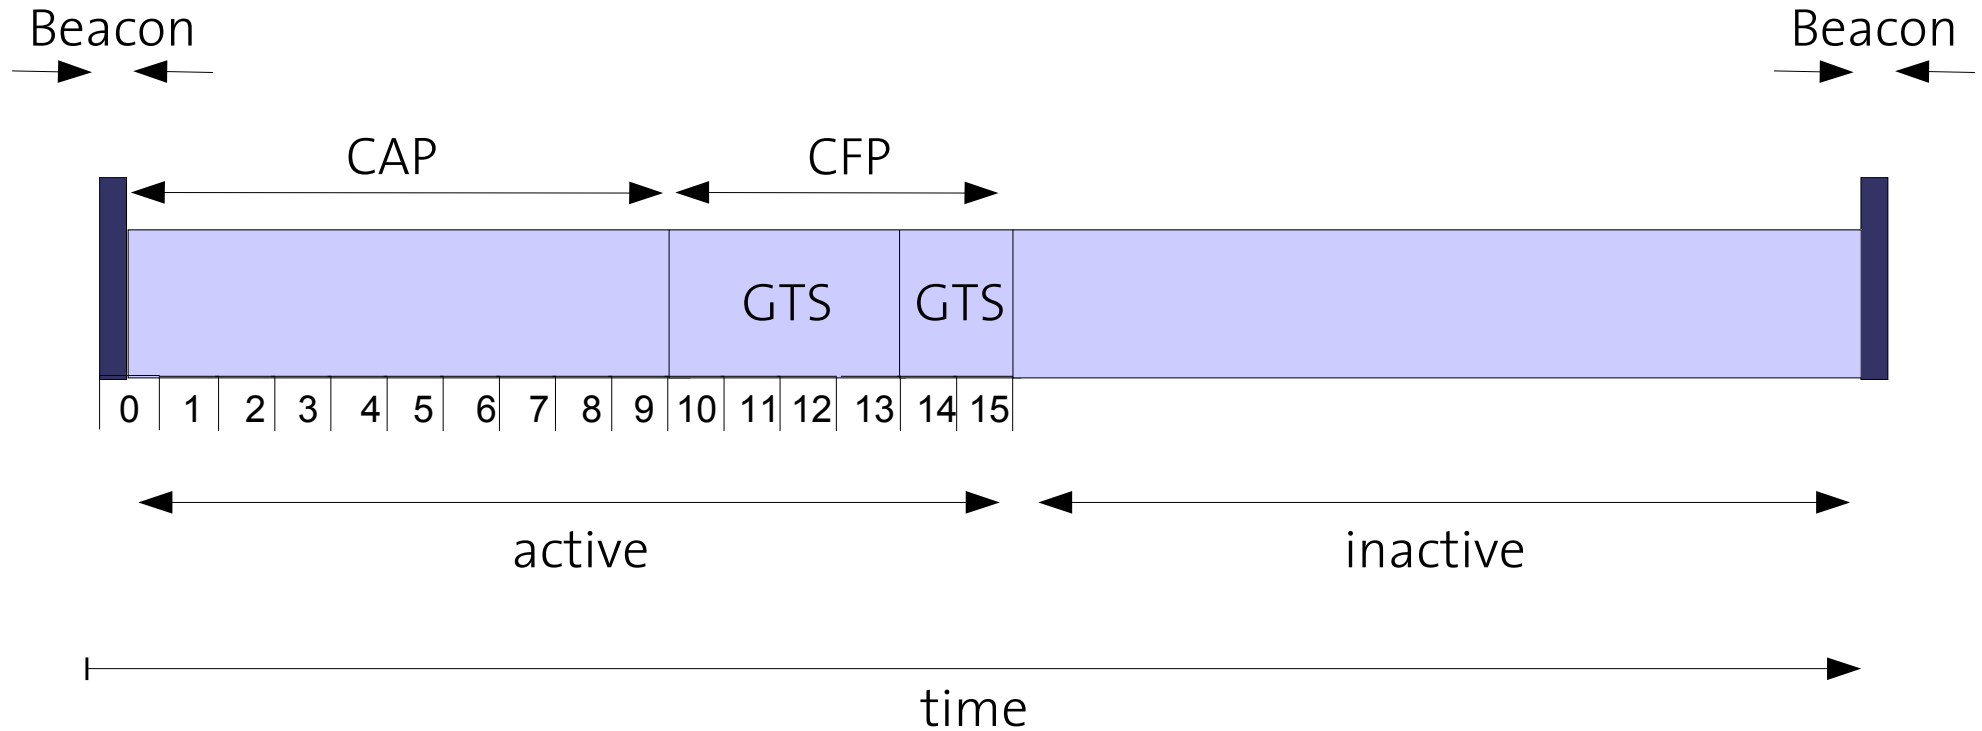 Beacon Beacon
CAP CFP
GTS GTS
0 1 2 3 4 5 6 7 8 9 10 11 12 13 14 15
active inactive
time